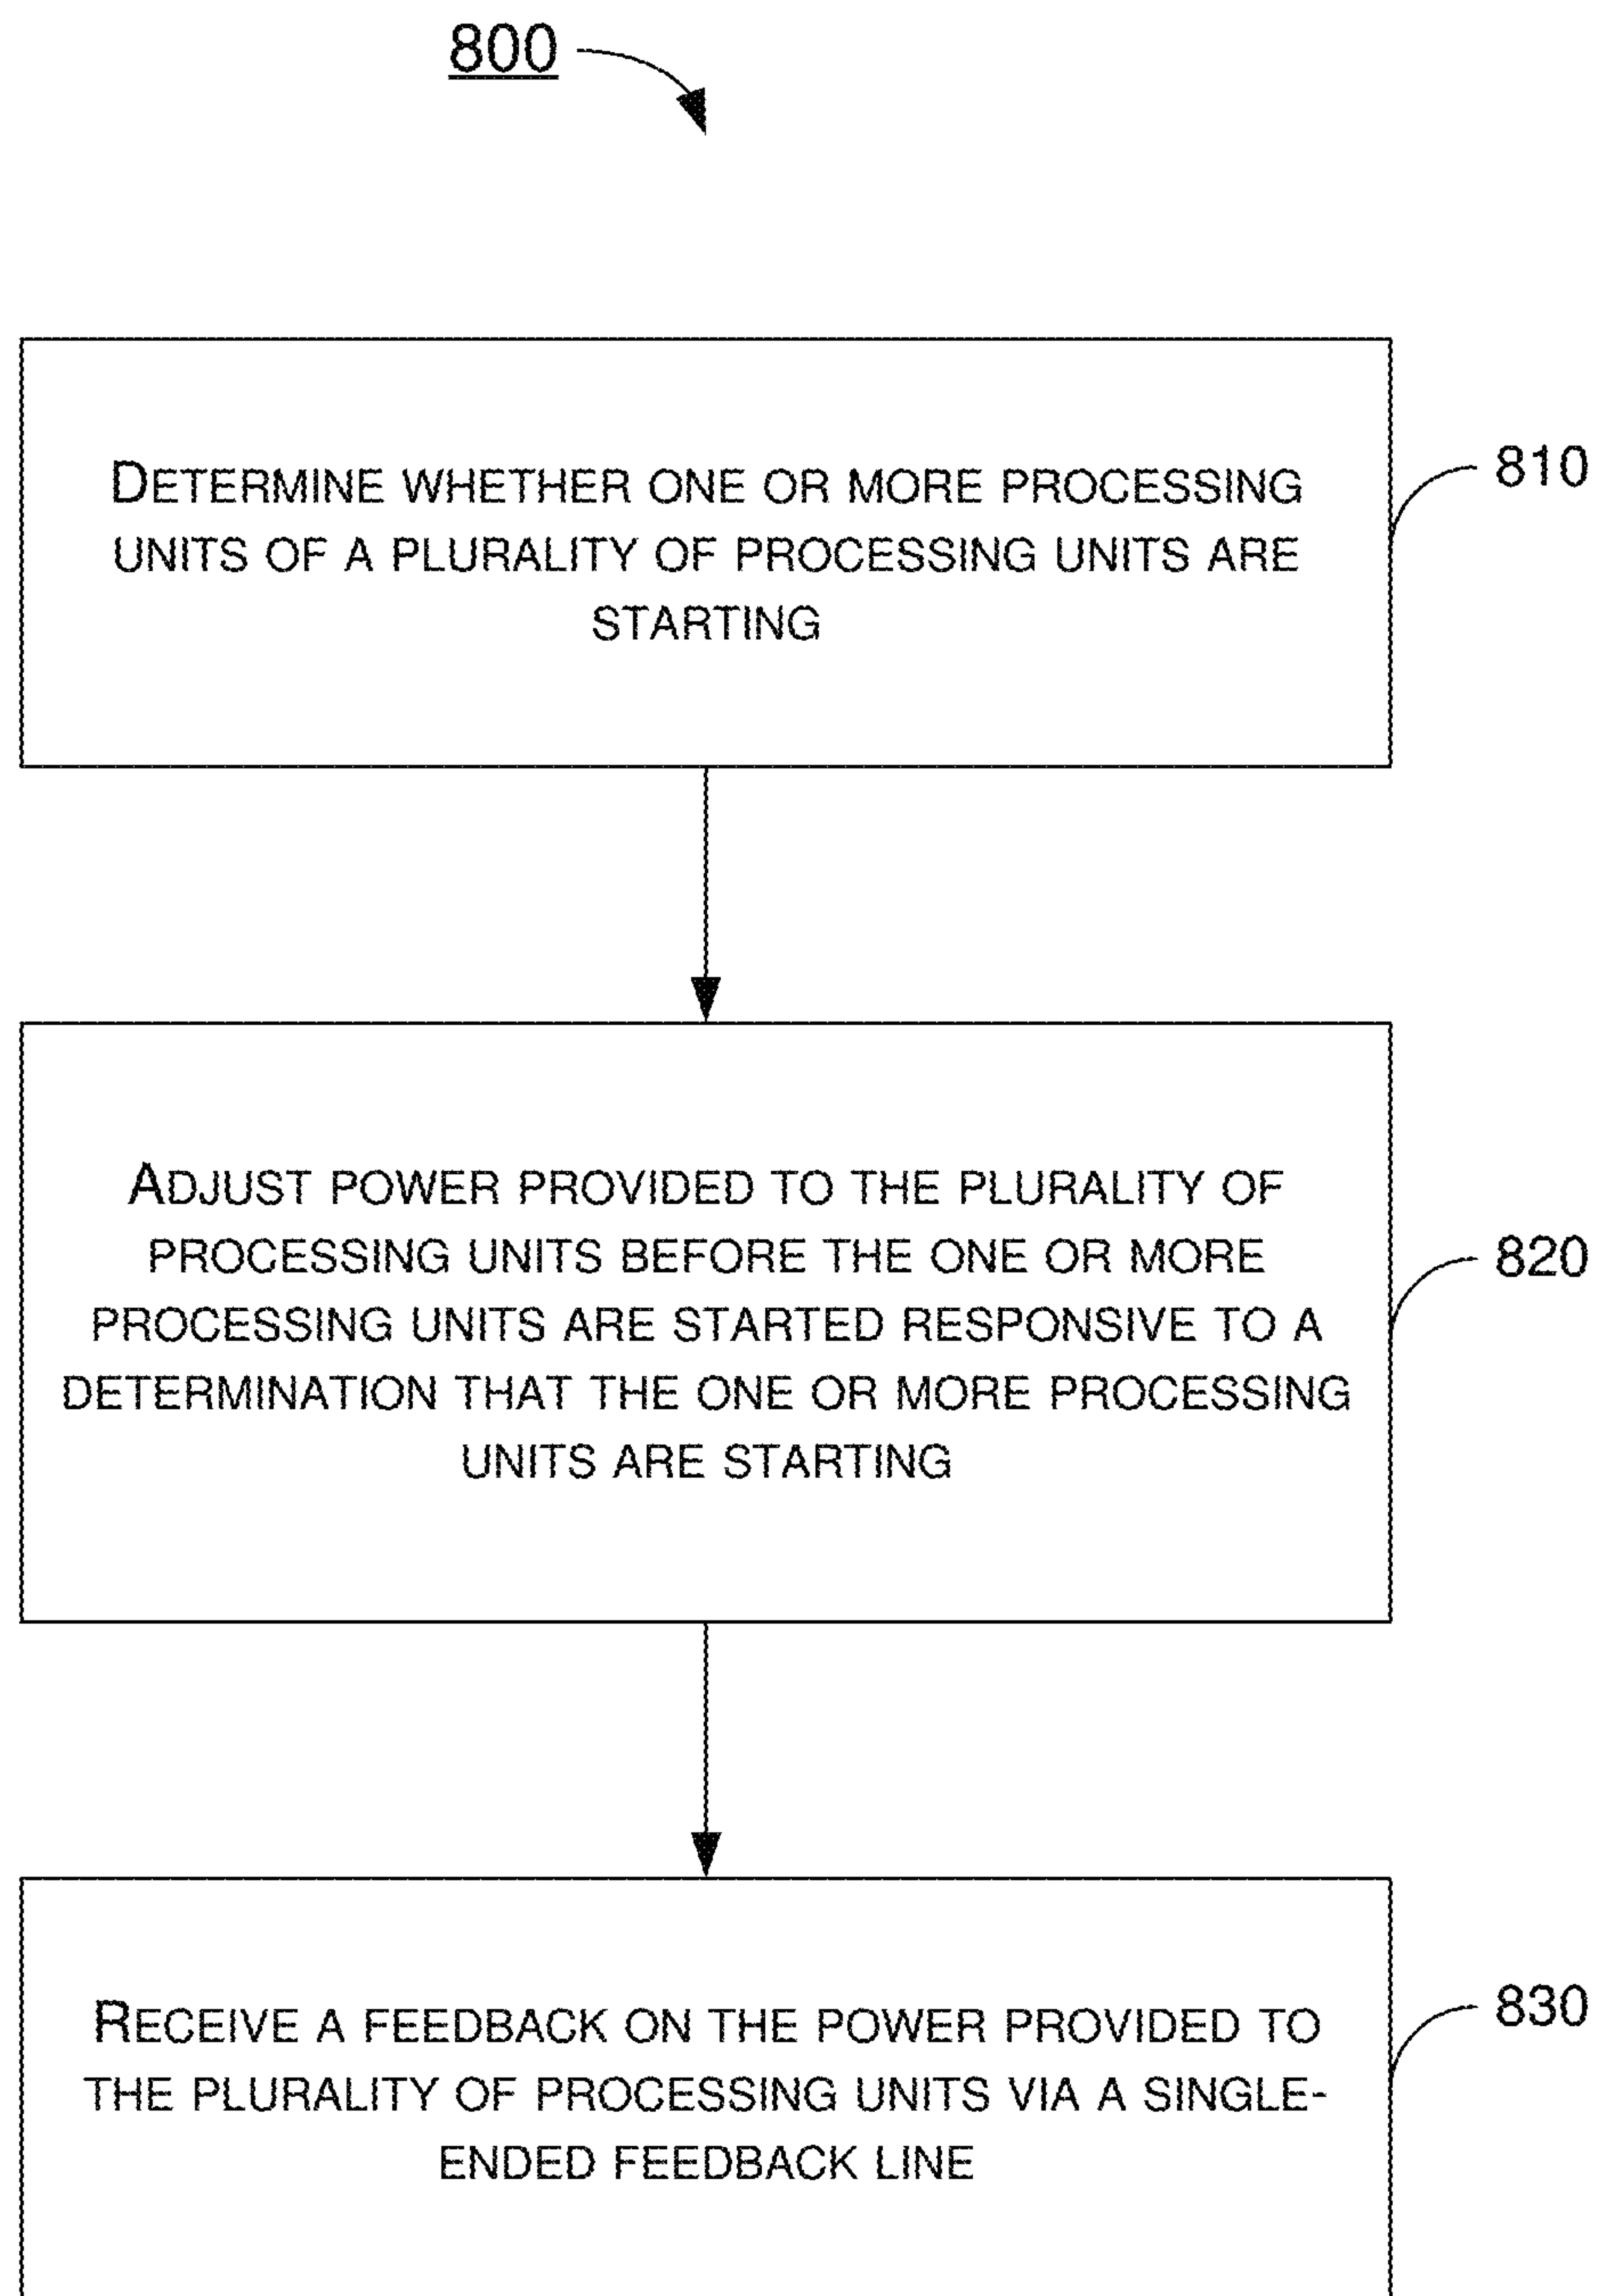 800
DETERMINE WHETHER ONE OR MORE PROCESSING
UNITS OF A PLURALITY OF PROCESSING UNITS ARE
STARTING
810
ADJUST POWER PROVIDED TO THE PLURALITY OF
PROCESSING UNITS BEFORE THE ONE OR MORE
PROCESSING UNITS ARE STARTED RESPONSIVE TO A
DETERMINATION THAT THE ONE OR MORE PROCESSING
UNITS ARE STARTING
820
RECEIVE A FEEDBACK ON THE POWER PROVIDED TO
THE PLURALITY OF PROCESSING UNITS VIA A SINGLE-
ENDED FEEDBACK LINE
830